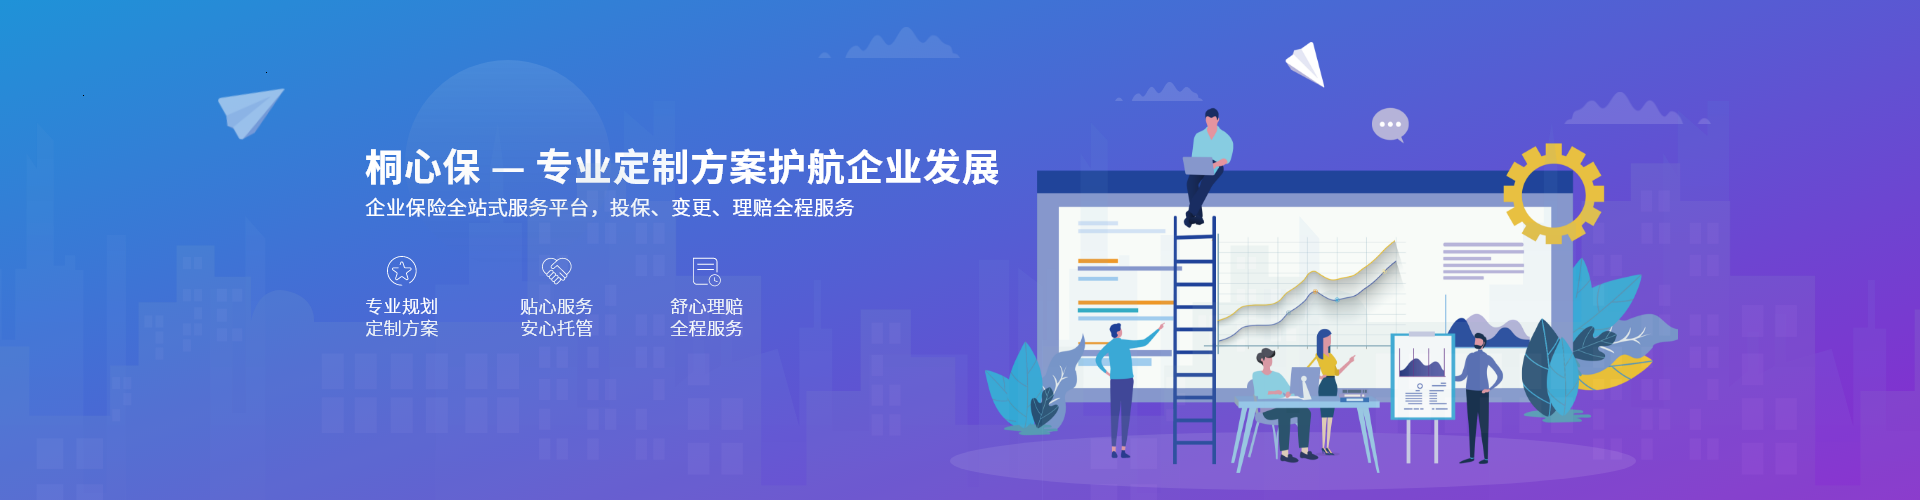 桐心保 — 专业定制方案护航企业发展
企业保险全站式服务平台，投保、变更、理赔全程服务
专业规划
定制方案
贴心服务
安心托管
舒心理赔
全程服务